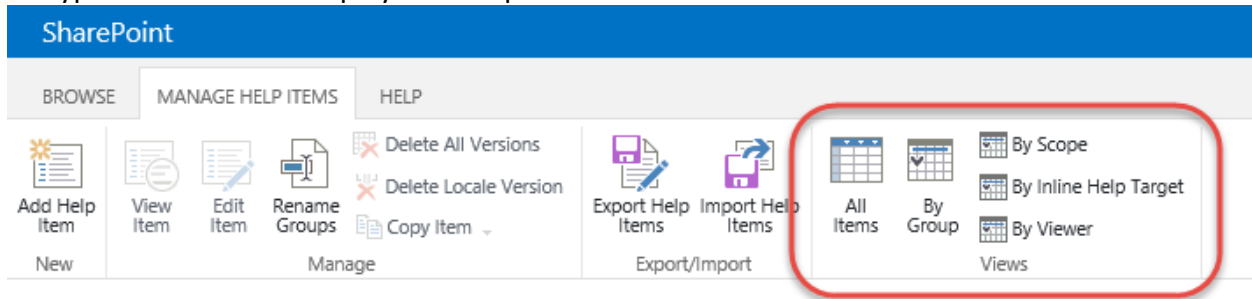 SharePoint
BROWSE MANAGE HELP ITEMS HELP
Add Help Item
View Item
Edit Item
Rename Groups
Delete All Versions
Delete Locale Version
Copy Item
Export Help Items
Import Help Items
All Items
By Group
By Scope
By Inline Help Target
By Viewer
New Manage Export/Import Views